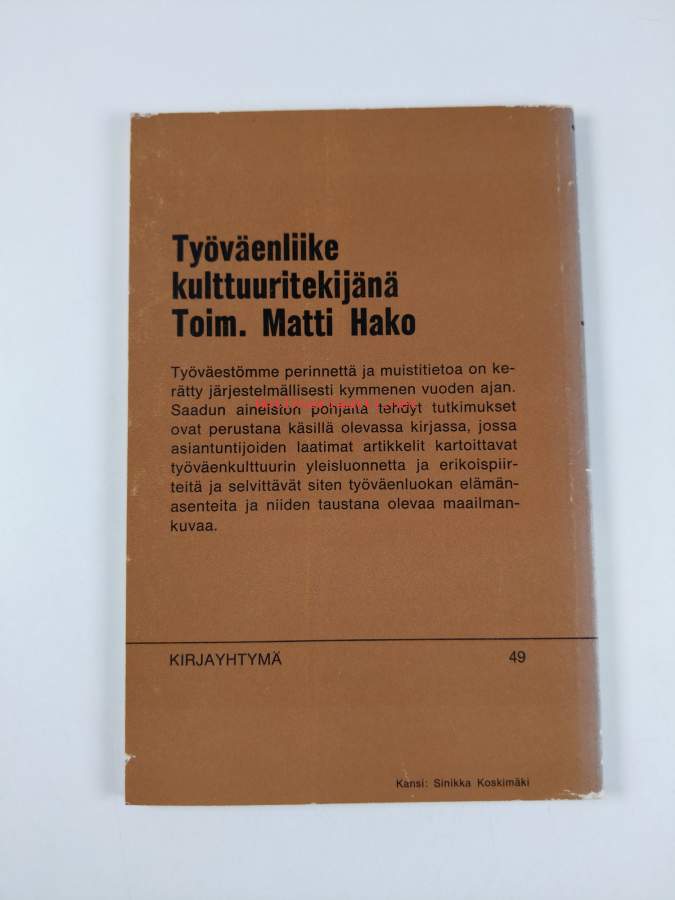 Työväenliike
kulttuuritekijänä
Toim. Matti Hako
Työväestömme perinnettä ja muistitietoa on ke-
rätty järjestelmällisesti kymmenen vuoden ajan.
Saadun aineiston pohjalta tehdyt tutkimukset
ovat perustana käsillä olevassa kirjassa, jossa
asiantuntijoiden laatimat artikkelit kartoittavat
työväenkulttuurin yleisluonnetta ja erikoispiir-
teitä ja selvittävät siten työväenluokan elämän-
asenteita ja niiden taustana olevaa maailman-
kuvaa.
KIRJAYHTYMÄ 49
Kansi: Sinikka Koskimäki